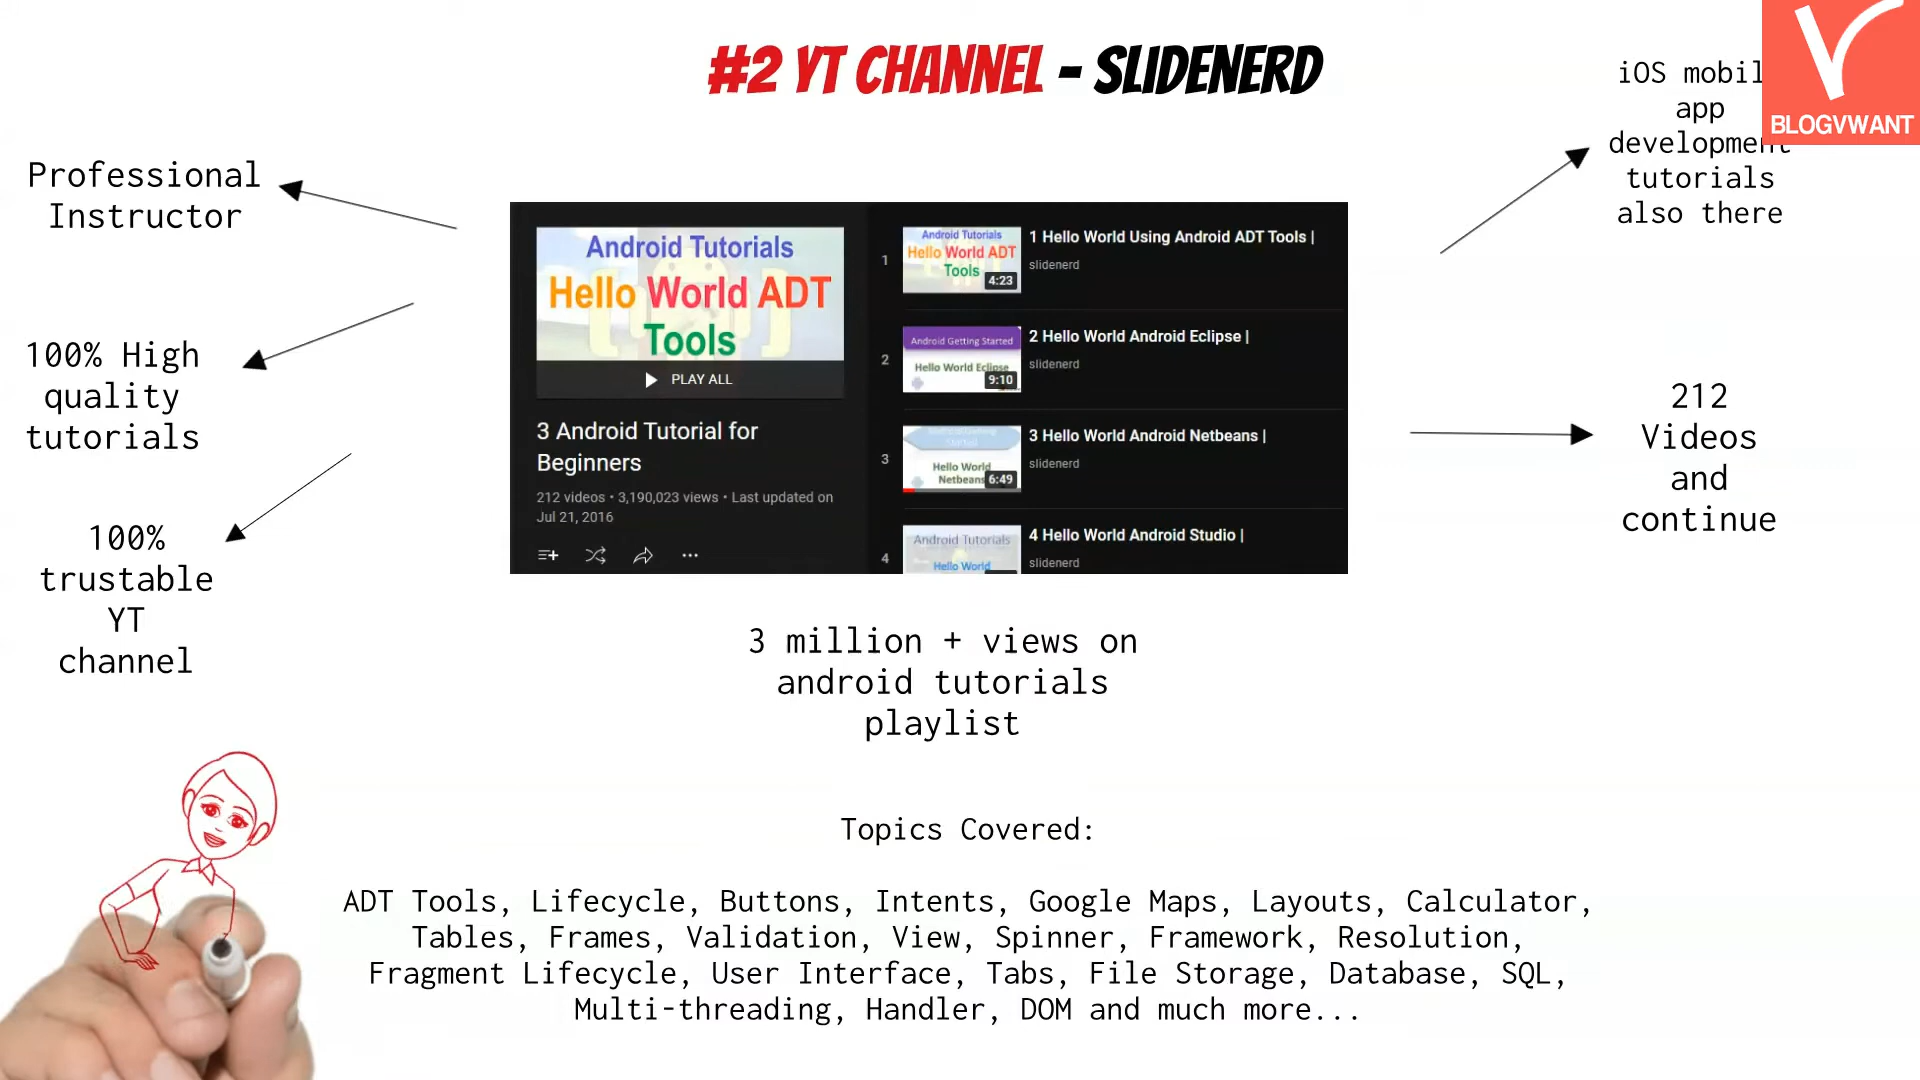 #2 YT CHANNEL - SLIDENERD
iOS mobil
app
development
tutorials
also there
BLOGVWANT
Professional
Instructor
100% High
quality
tutorials
100%
trustable
YT
channel
Android Tutorials
Hello World ADT
Tools
PLAY ALL
3 Android Tutorial for
Beginners
212 videos • 3,190,023 views • Last updated on
Jul 21, 2016
1
Android Tutorials
Hello World ADT
Tools
4:23
1 Hello World Using Android ADT Tools |
slidenerd
2
Android Getting Started
Hello World Eclipse
9:10
2 Hello World Android Eclipse |
slidenerd
3
Hello World
Netbeans
6:49
3 Hello World Android Netbeans |
slidenerd
4
Android Tutorials
Hello World
4 Hello World Android Studio |
slidenerd
212
Videos
and
continue
3 million + views on
android tutorials
playlist
Topics Covered:
ADT Tools, Lifecycle, Buttons, Intents, Google Maps, Layouts, Calculator,
Tables, Frames, Validation, View, Spinner, Framework, Resolution,
Fragment Lifecycle, User Interface, Tabs, File Storage, Database, SQL,
Multi-threading, Handler, DOM and much more...